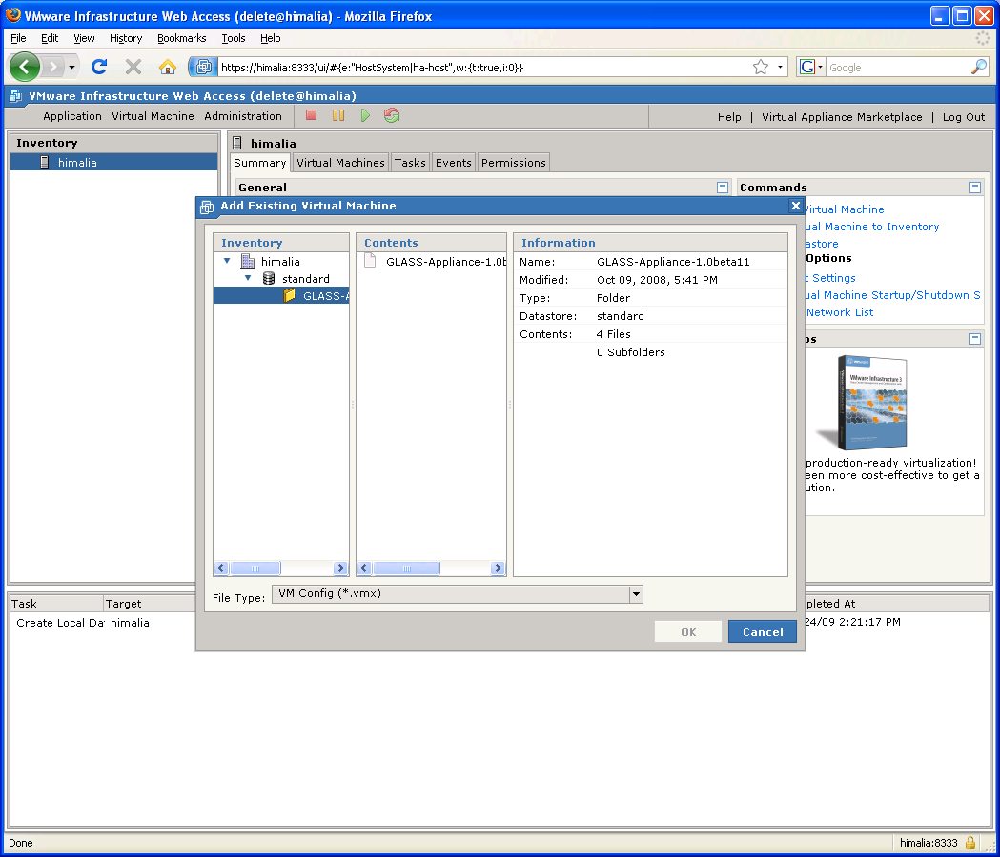 VMware Infrastructure Web Access (delete@himalia) - Mozilla Firefox
File Edit View History Bookmarks Tools Help
https://himalia:8333/ui/#{e:"HostSystem|ha-host",w:{t:true,i:0}}
G Google
VMware Infrastructure Web Access (delete@himalia)
Application Virtual Machine Administration Help | Virtual Appliance Marketplace | Log Out
Inventory
himalia
himalia
Summary Virtual Machines Tasks Events Permissions
General
Commands
Virtual Machine
ual Machine to Inventory
astore
Options
t Settings
ual Machine Startup/Shutdown S
Network List
ps
VMware Infrastructure 3
production-ready virtualization!
een more cost-effective to get a
ution.
Add Existing Virtual Machine
Inventory
himalia
standard
GLASS-A
Contents
GLASS-Appliance-1.0b
Information
Name: GLASS-Appliance-1.0beta11
Modified: Oct 09, 2008, 5:41 PM
Type: Folder
Datastore: standard
Contents: 4 Files
0 Subfolders
File Type: VM Config (*.vmx)
OK Cancel
Task Target pleted At
Create Local Da himalia 24/09 2:21:17 PM
Done himalia:8333